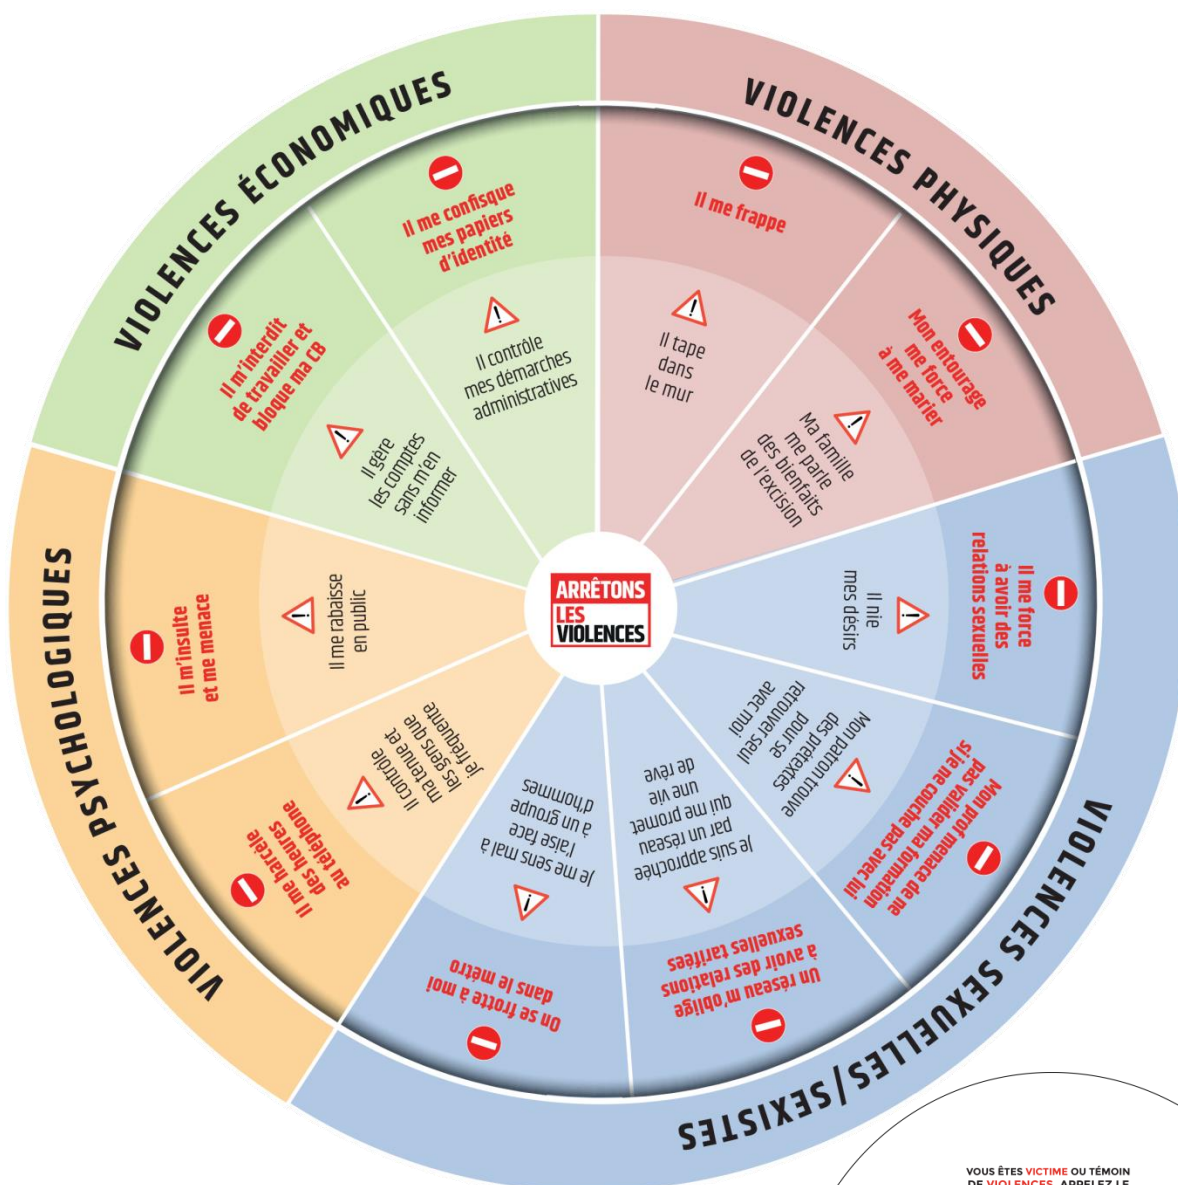 VIOLENCES PHYSIQUES
Il me frappe
Il tape
dans
le mur
Mon entourage
me force
à me marier
Ma famille
me parle
des bienfaits
de l'excision
VIOLENCES SEXUELLES/SEXISTES
Il me force
à avoir des
relations sexuelles
Il nie
mes désirs
Mon prof menace de ne
pas valider ma formation
si je ne couche pas avec lui
Mon patron trouve
des prétextes
pour se
retrouver seul
avec moi
Un réseau m'oblige
à avoir des relations
sexuelles tarifées
Je suis approchée
par un réseau
qui me promet
une vie
de rêve
On se frotte à moi
dans le métro
Je me sens mal à
l'aise face
à un groupe
d'hommes
VIOLENCES PSYCHOLOGIQUES
Il me harcèle
des heures
au téléphone
Il contrôle
ma tenue et
les gens que
je fréquente
Il m'insulte
et me menace
Il me rabaisse
en public
VIOLENCES ÉCONOMIQUES
Il m'interdit
de travailler et
bloque ma CB
Il gère
les comptes
sans m'en
informer
Il me confisque
mes papiers
d'identité
Il contrôle
mes démarches
administratives
ARRÊTONS
LES
VIOLENCES
VOUS ÊTES VICTIME OU TÉMOIN
DE VIOLENCES, APPELEZ LE